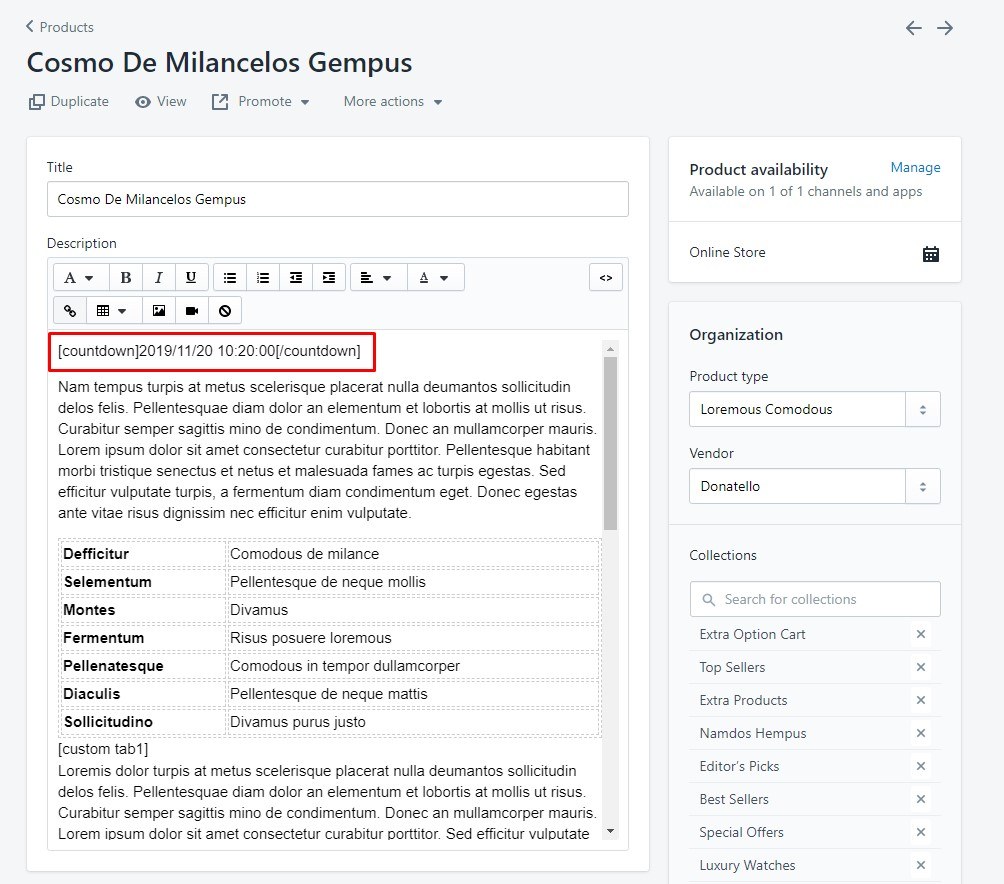 Products
Cosmo De Milancelos Gempus
Duplicate View Promote More actions
Title
Cosmo De Milancelos Gempus
Description
A B I U A <>
[countdown]2019/11/20 10:20:00[/countdown]
Nam tempus turpis at metus scelerisque placerat nulla deumantos sollicitudin
delos felis. Pellentesquae diam dolor an elementum et lobortis at mollis ut risus.
Curabitur semper sagittis mino de condimentum. Donec an mullamcorper mauris.
Lorem ipsum dolor sit amet consectetur curabitur porttitor. Pellentesque habitant
morbi tristique senectus et netus et malesuada fames ac turpis egestas. Sed
efficitur vulputate turpis, a fermentum diam condimentum eget. Donec egestas
ante vitae risus dignissim nec efficitur enim vulputate.
Defficitur Comodous de milance
Selementum Pellentesque de neque mollis
Montes Divamus
Fermentum Risus posuere loremous
Pellenatesque Comodous in tempor dullamcorper
Diaculis Pellentesque de neque mattis
Sollicitudino Divamus purus justo
[custom tab1]
Loremis dolor turpis at metus scelerisque placerat nulla deumantos sollicitudin
delos felis. Pellentesquae diam dolor an elementum et lobortis at mollis ut risus.
Curabitur semper sagittis mino de condimentum. Donec an mullamcorper mauris.
Lorem ipsum dolor sit amet consectetur curabitur porttitor. Sed efficitur vulputate
Product availability Manage
Available on 1 of 1 channels and apps
Online Store
Organization
Product type
Loremous Comodous
Vendor
Donatello
Collections
Search for collections
Extra Option Cart
Top Sellers
Extra Products
Namdos Hempus
Editor's Picks
Best Sellers
Special Offers
Luxury Watches